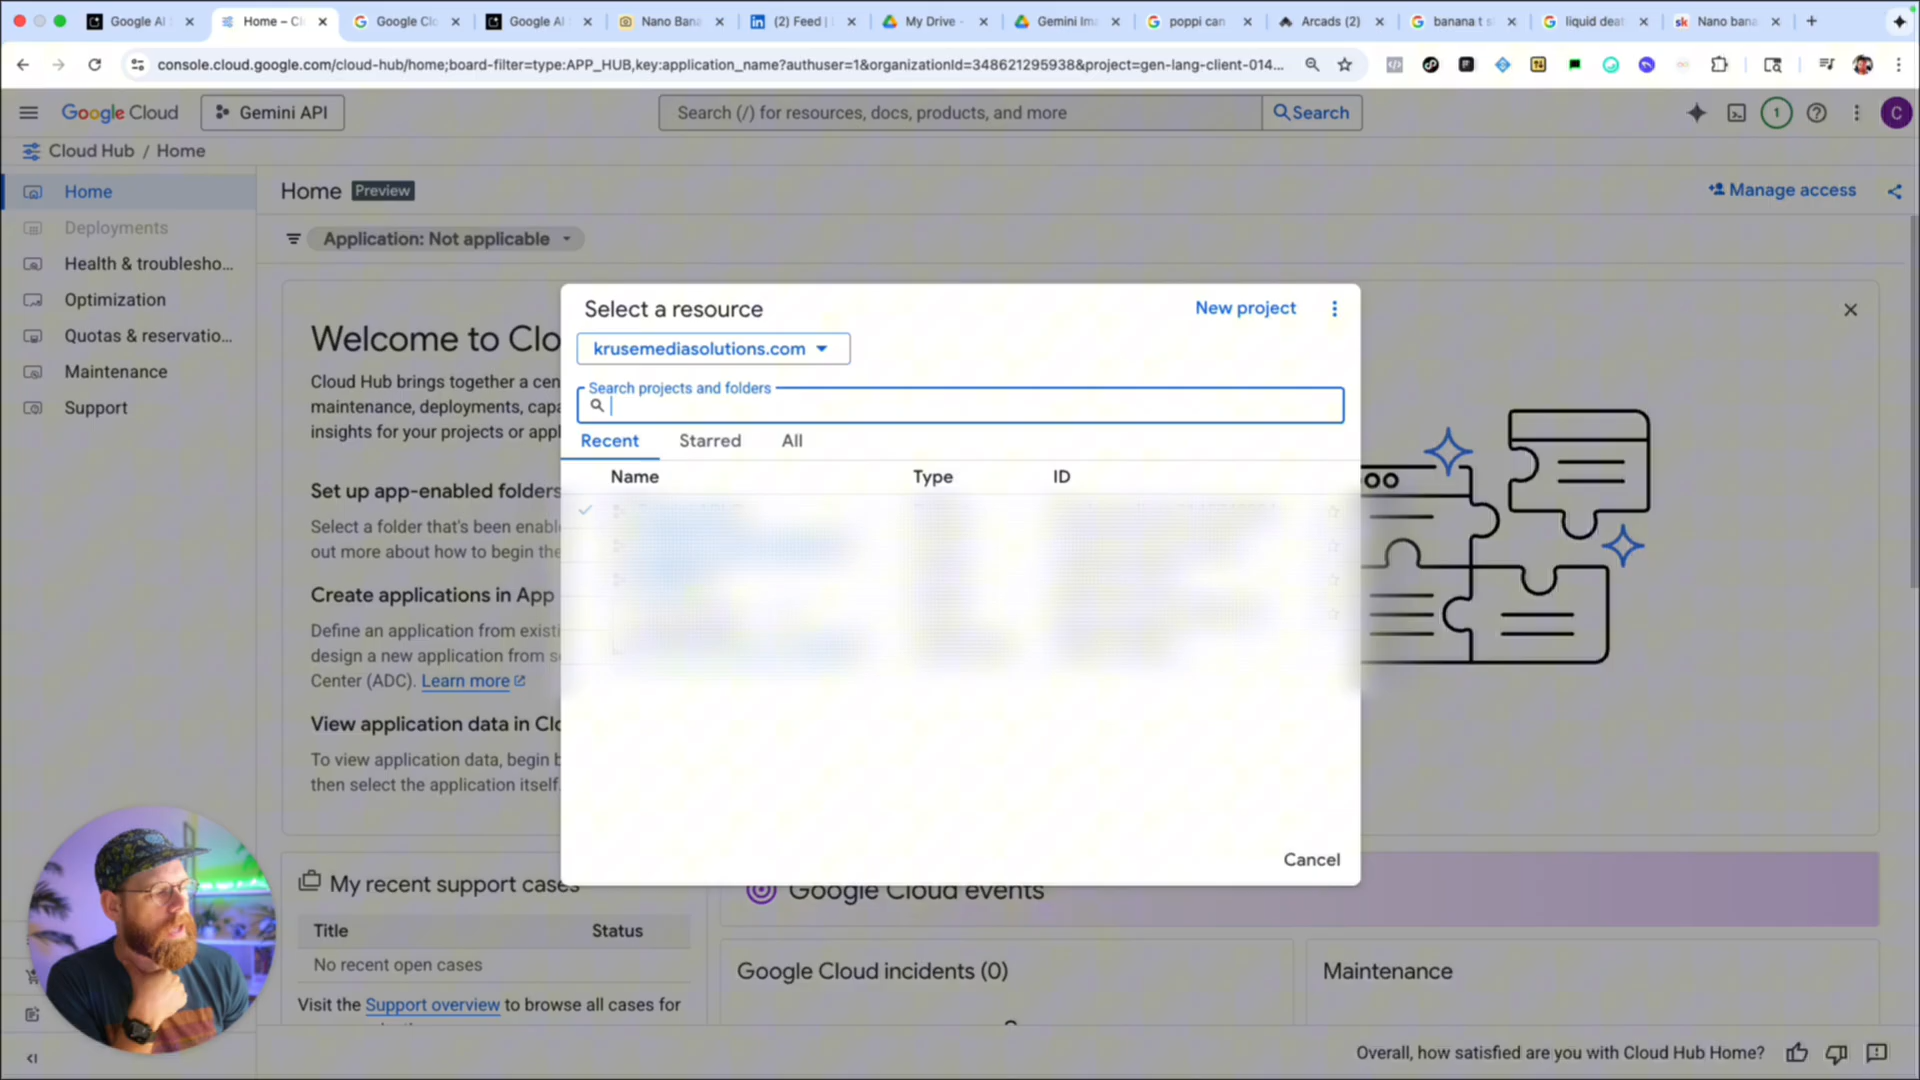 Google AI S
Home – Cl
Google Clo
Google AI S
Nano Bana
(2) Feed | L
My Drive -
Gemini Ima
poppi can
Arcads (2)
banana t s
liquid deat
Nano bana
console.cloud.google.com/cloud-hub/home;board-filter=type:APP_HUB,key:application_name?authuser=1&organizationId=348621295938&project=gen-lang-client-014...
Google Cloud
Gemini API
Search (/) for resources, docs, products, and more
Search
1
C
Cloud Hub / Home
Home
Deployments
Health & troublesho...
Optimization
Quotas & reservatio...
Maintenance
Support
Home Preview
Manage access
Application: Not applicable
Welcome to Clo
Cloud Hub brings together a cen
maintenance, deployments, capa
insights for your projects or appl
Set up app-enabled folders
Select a folder that's been enabl
out more about how to begin the
Create applications in App
Define an application from existi
design a new application from s
Center (ADC). Learn more
View application data in Clo
To view application data, begin b
then select the application itself.
Select a resource
New project
krusemediasolutions.com
Search projects and folders
Recent
Starred
All
Name
Type
ID
Cancel
My recent support cases
Title
Status
No recent open cases
Visit the Support overview to browse all cases for
Google Cloud events
Google Cloud incidents (0)
Maintenance
Overall, how satisfied are you with Cloud Hub Home?